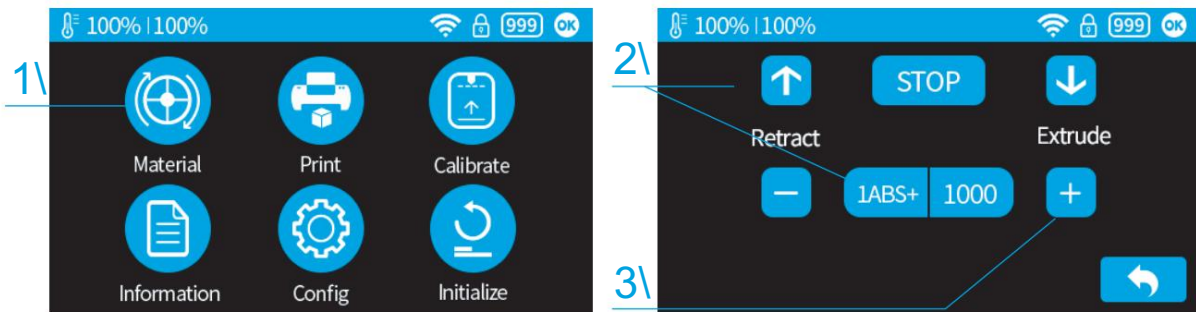 100% | 100% 999 OK
1\
Material Print Calibrate
Information Config Initialize
100% | 100% 999 OK
2\
STOP
Retract Extrude
1ABS+ 1000
3\